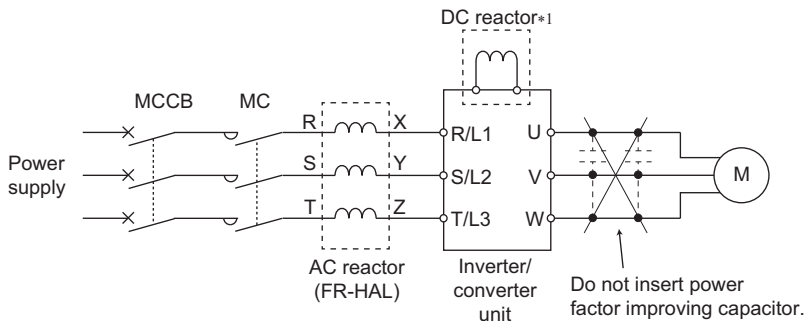 DC reactor*1
MCCB
MC
R
X
R/L1
U
Power
supply
S
Y
S/L2
V
M
T
Z
T/L3
W
AC reactor
(FR-HAL)
Inverter/
converter
unit
Do not insert power
factor improving capacitor.